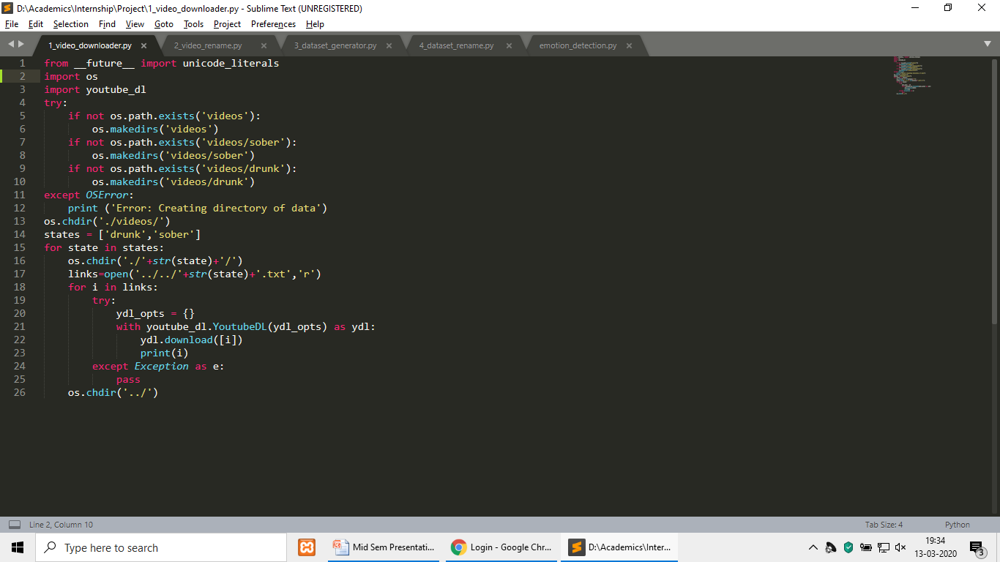 D:\Academics\Internship\Project\1_video_downloader.py - Sublime Text (UNREGISTERED)
File Edit Selection Find View Goto Tools Project Preferences Help
1_video_downloader.py × 2_video_rename.py × 3_dataset_generator.py × 4_dataset_rename.py × emotion_detection.py ×
1 from __future__ import unicode_literals
2 import os
3 import youtube_dl
4 try:
5     if not os.path.exists('videos'):
6         os.makedirs('videos')
7     if not os.path.exists('videos/sober'):
8         os.makedirs('videos/sober')
9     if not os.path.exists('videos/drunk'):
10         os.makedirs('videos/drunk')
11 except OSError:
12     print ('Error: Creating directory of data')
13 os.chdir('./videos/')
14 states = ['drunk','sober']
15 for state in states:
16     os.chdir('./'+str(state)+'/')
17     links=open('../../'+str(state)+'.txt','r')
18     for i in links:
19         try:
20             ydl_opts = {}
21             with youtube_dl.YoutubeDL(ydl_opts) as ydl:
22                 ydl.download([i])
23                 print(i)
24         except Exception as e:
25             pass
26     os.chdir('../')
Line 2, Column 10 Tab Size: 4 Python
Type here to search Mid Sem Presentati... Login - Google Chr... D:\Academics\Inter... 19:34
13-03-2020 3